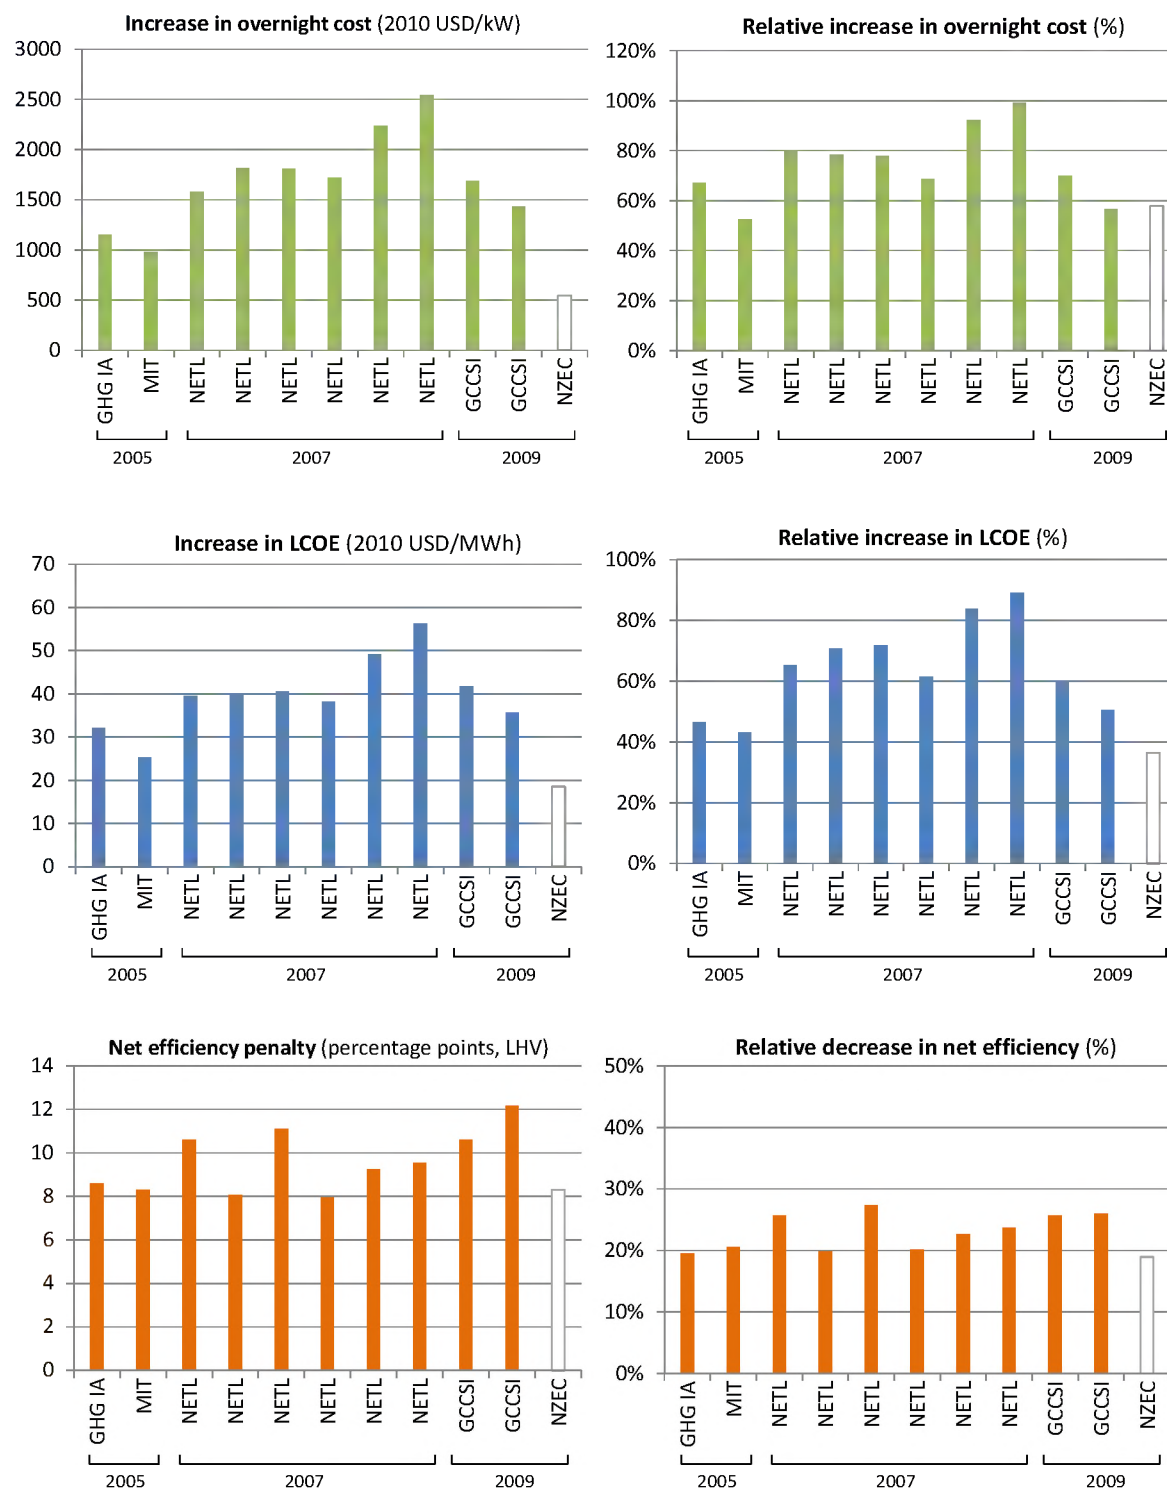 Increase in overnight cost (2010 USD/kW)
3000
2500
2000
1500
1000
500
0
GHG IA
MIT
NETL
NETL
NETL
NETL
NETL
NETL
GCCSI
GCCSI
NZEC
2005
2007
2009
Relative increase in overnight cost (%)
120%
100%
80%
60%
40%
20%
0%
GHG IA
MIT
NETL
NETL
NETL
NETL
NETL
NETL
GCCSI
GCCSI
NZEC
2005
2007
2009
Increase in LCOE (2010 USD/MWh)
70
60
50
40
30
20
10
0
GHG IA
MIT
NETL
NETL
NETL
NETL
NETL
NETL
GCCSI
GCCSI
NZEC
2005
2007
2009
Relative increase in LCOE (%)
100%
80%
60%
40%
20%
0%
GHG IA
MIT
NETL
NETL
NETL
NETL
NETL
NETL
GCCSI
GCCSI
NZEC
2005
2007
2009
Net efficiency penalty (percentage points, LHV)
14
12
10
8
6
4
2
0
GHG IA
MIT
NETL
NETL
NETL
NETL
NETL
NETL
GCCSI
GCCSI
NZEC
2005
2007
2009
Relative decrease in net efficiency (%)
50%
40%
30%
20%
10%
0%
GHG IA
MIT
NETL
NETL
NETL
NETL
NETL
NETL
GCCSI
GCCSI
NZEC
2005
2007
2009